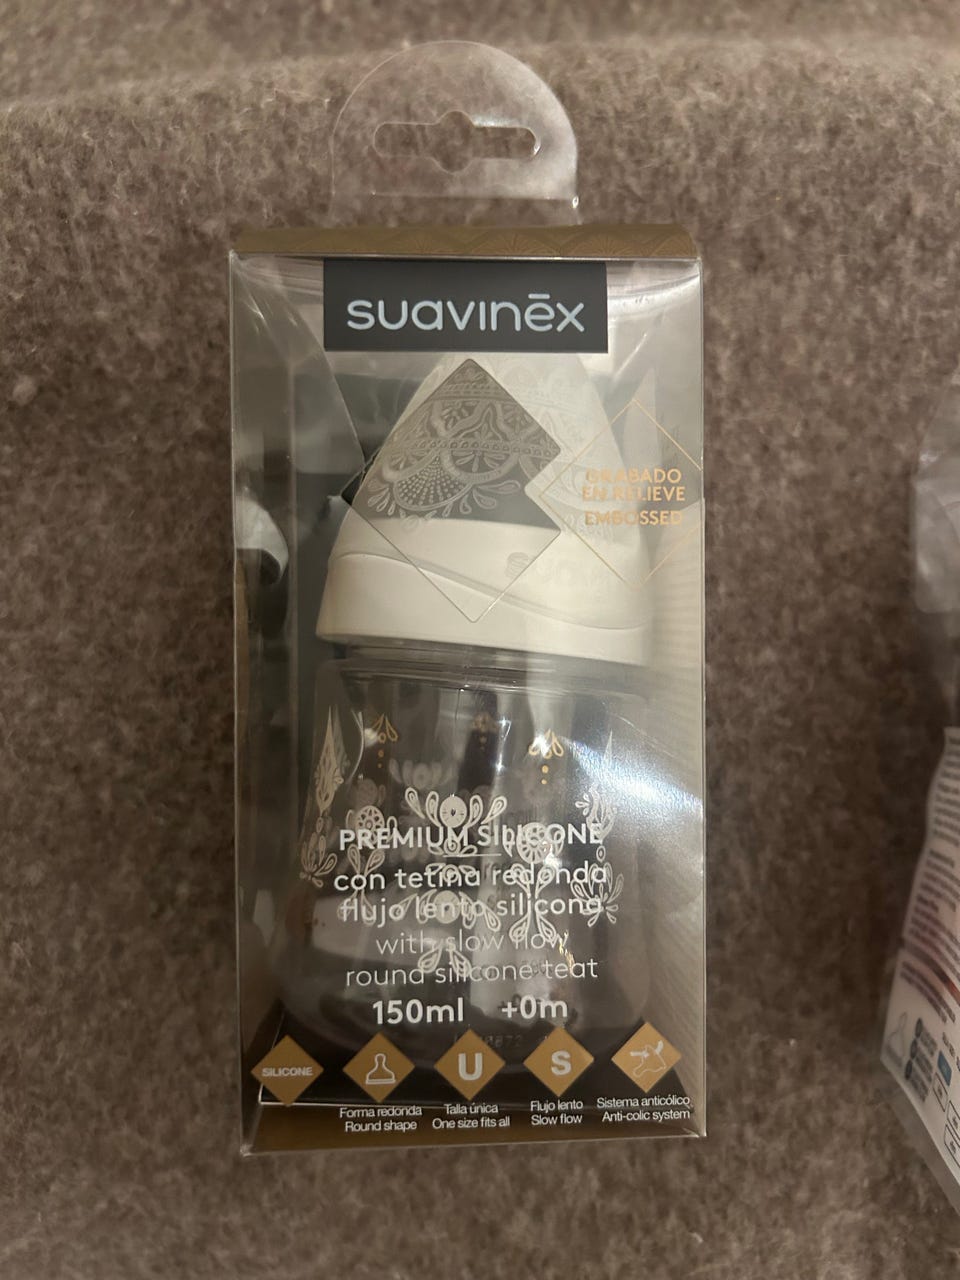 suavinēx
GRABADO
EN RELIEVE
EMBOSSED
PREMIUM SILICONE
con tetina redonda
flujo lento silicona
with slow flow
round silicone teat
150ml +0m
SILICONE
U
S
Forma redonda
Round shape
Talla única
One size fits all
Flujo lento
Slow flow
Sistema anticólico
Anti-colic system